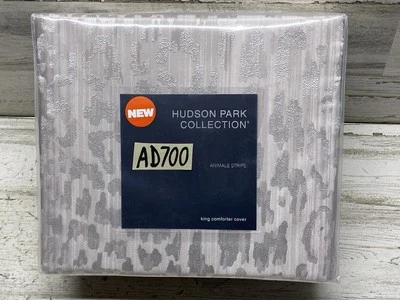 NEW
HUDSON PARK
COLLECTION®
AD700
ANIMALE STRIPE
king comforter cover